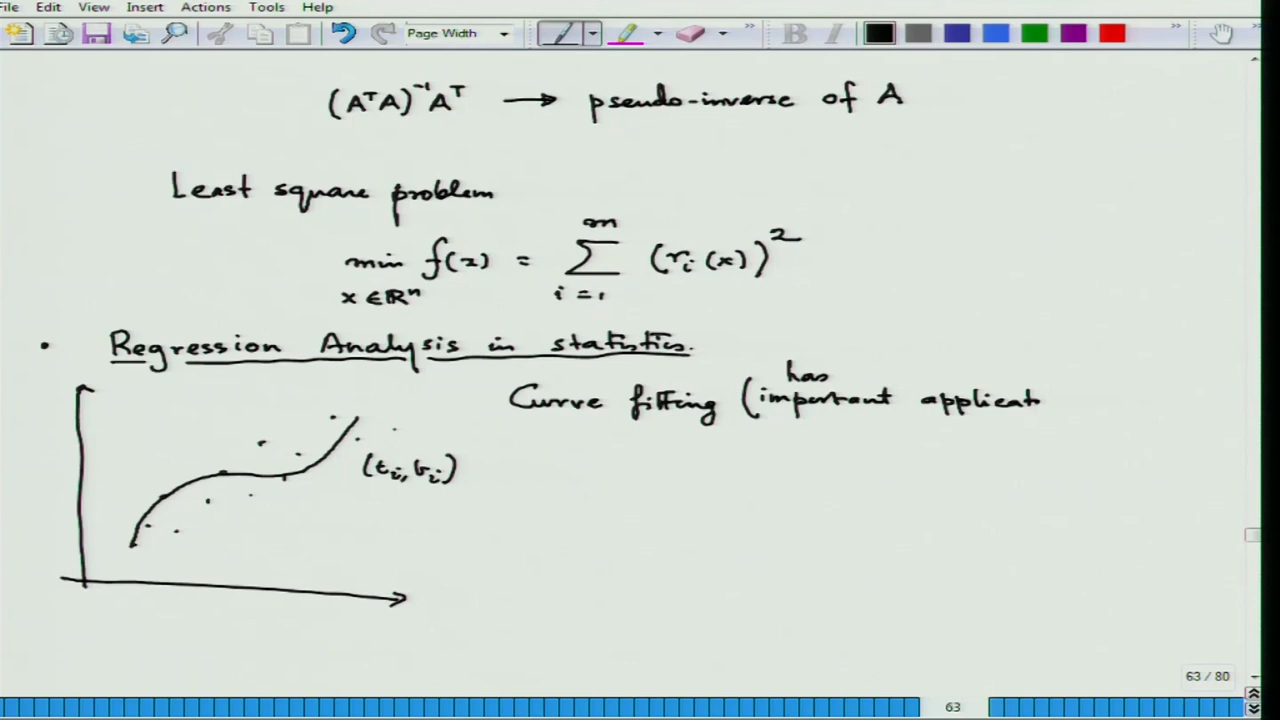 File Edit View Insert Actions Tools Help
Page Width
(AᵀA)⁻¹Aᵀ → pseudo-inverse of A
Least square problem
min f(x) = Σ (rᵢ(x))²
m
x ∈ ℝⁿ
i = 1
• Regression Analysis in statistics.
has
Curve fitting (important applicat
(tᵢ, bᵢ)
63 / 80
63